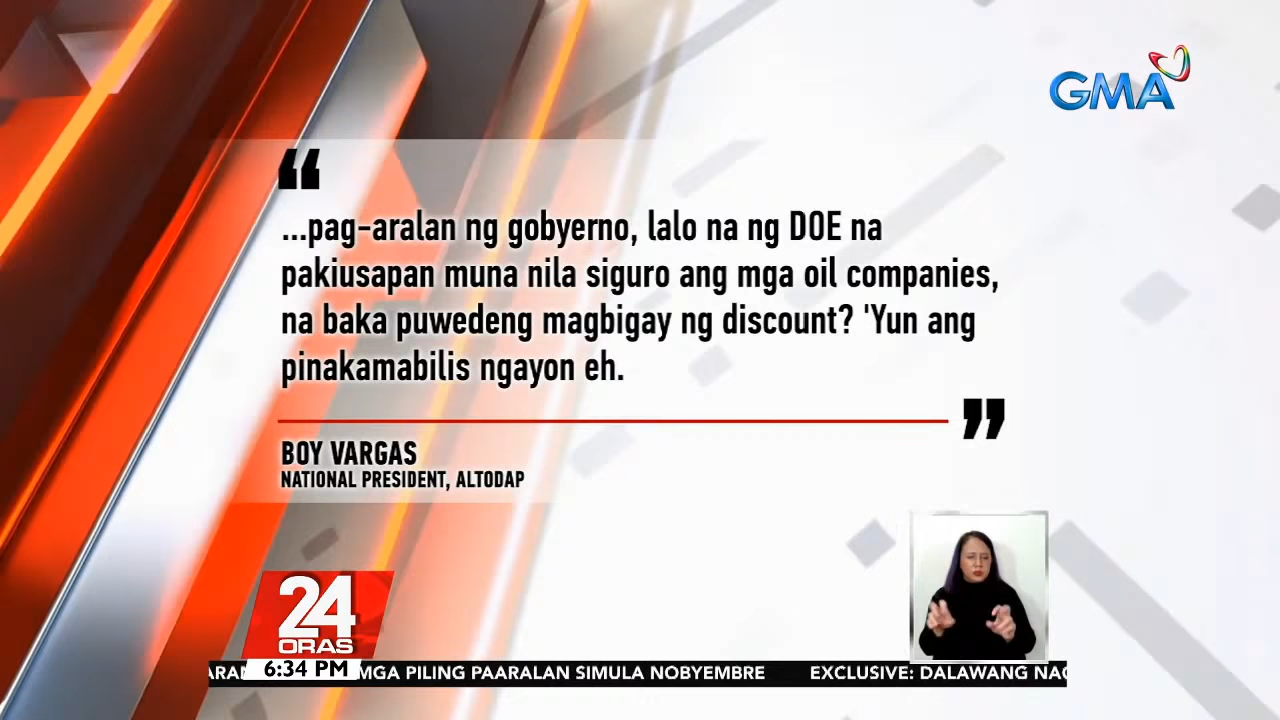 GMA
“
...pag-aralan ng gobyerno, lalo na ng DOE na
pakiusapan muna nila siguro ang mga oil companies,
na baka puwedeng magbigay ng discount? 'Yun ang
pinakamabilis ngayon eh.
”
BOY VARGAS
NATIONAL PRESIDENT, ALTODAP
24
ORAS
6:34 PM
MGA PILING PAARALAN SIMULA NOBYEMBRE EXCLUSIVE: DALAWANG